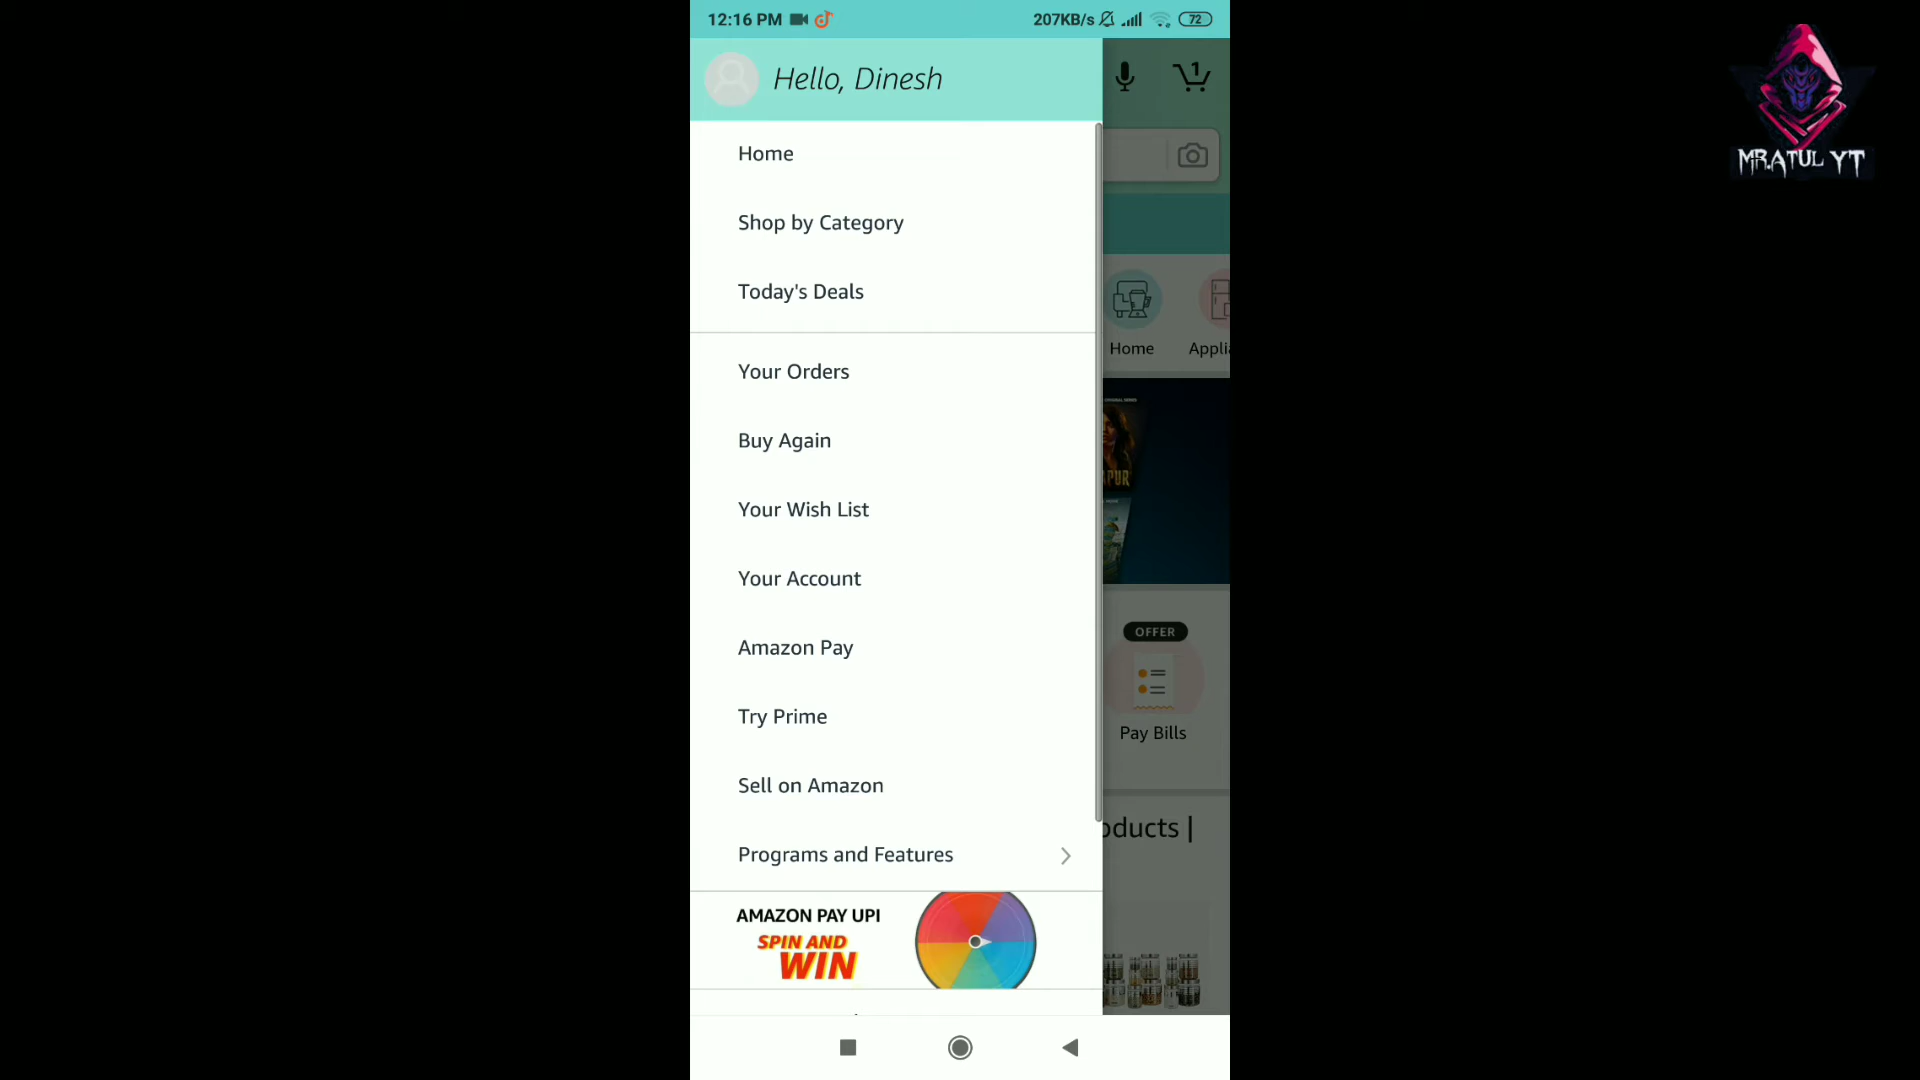 12:16 PM
207KB/s
72
MR.ATUL YT
Hello, Dinesh
1
Home
Shop by Category
Today's Deals
Home
Appli
Your Orders
Buy Again
PUR
Your Wish List
Your Account
OFFER
Amazon Pay
Try Prime
Pay Bills
Sell on Amazon
oducts |
Programs and Features
AMAZON PAY UPI
SPIN AND
WIN